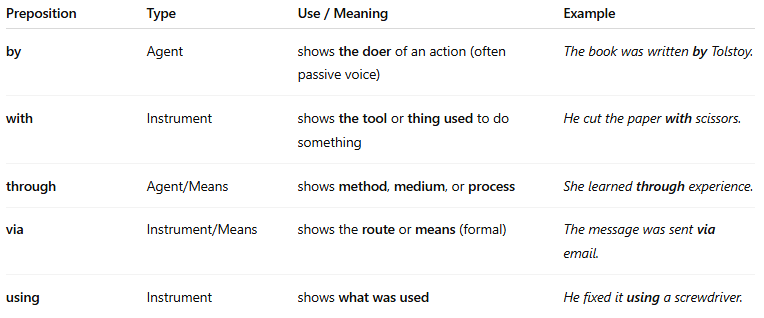 Preposition Type Use / Meaning Example
by Agent shows the doer of an action (often The book was written by Tolstoy.
passive voice)
with Instrument shows the tool or thing used to do He cut the paper with scissors.
something
through Agent/Means shows method, medium, or process She learned through experience.
via Instrument/Means shows the route or means (formal) The message was sent via
email.
using Instrument shows what was used He fixed it using a screwdriver.